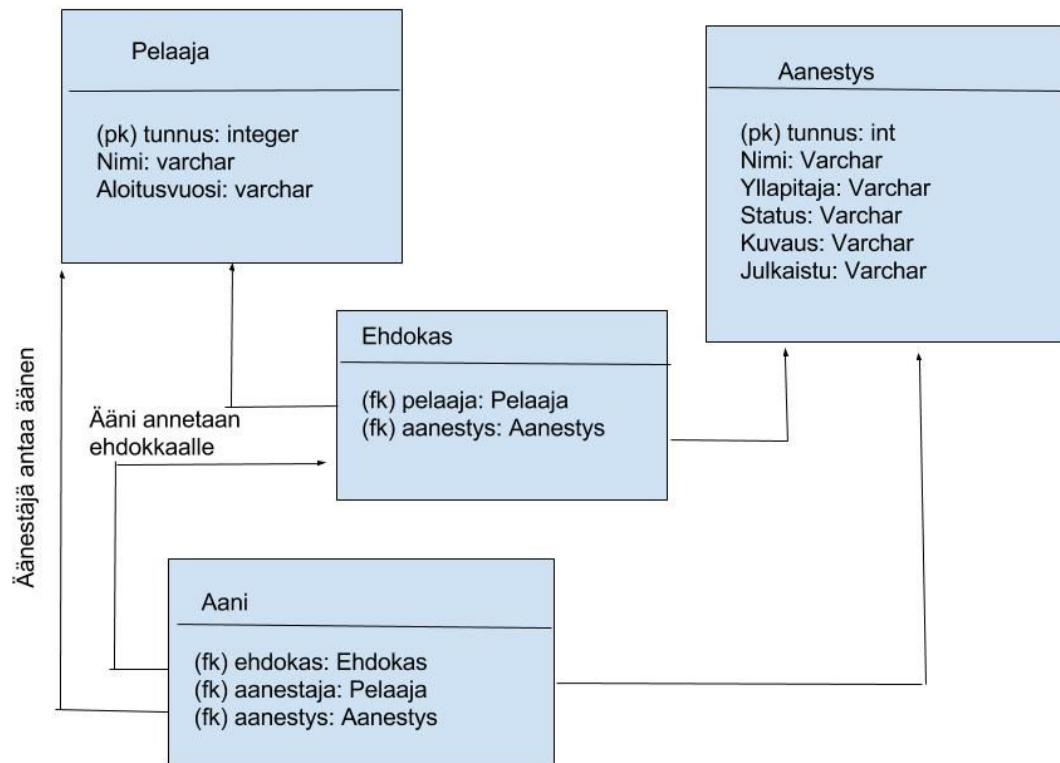 Pelaaja
(pk) tunnus: integer
Nimi: varchar
Aloitusvuosi: varchar
Aanestys
(pk) tunnus: int
Nimi: Varchar
Yllapitaja: Varchar
Status: Varchar
Kuvaus: Varchar
Julkaistu: Varchar
Ehdokas
(fk) pelaaja: Pelaaja
(fk) aanestys: Aanestys
Ääni annetaan
ehdokkaalle
Äänestäjä antaa äänen
Aani
(fk) ehdokas: Ehdokas
(fk) aanestaja: Pelaaja
(fk) aanestys: Aanestys